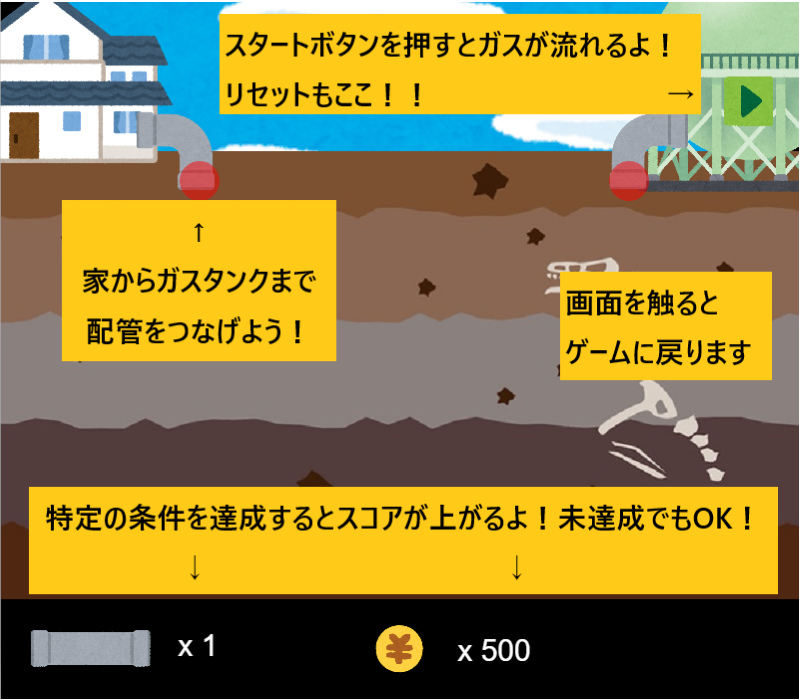 スタートボタンを押すとガスが流れるよ！
リセットもここ！！ →
↑
家からガスタンクまで
配管をつなげよう！
画面を触ると
ゲームに戻ります
特定の条件を達成するとスコアが上がるよ！未達成でもOK！
↓ ↓
x 1
¥ x 500